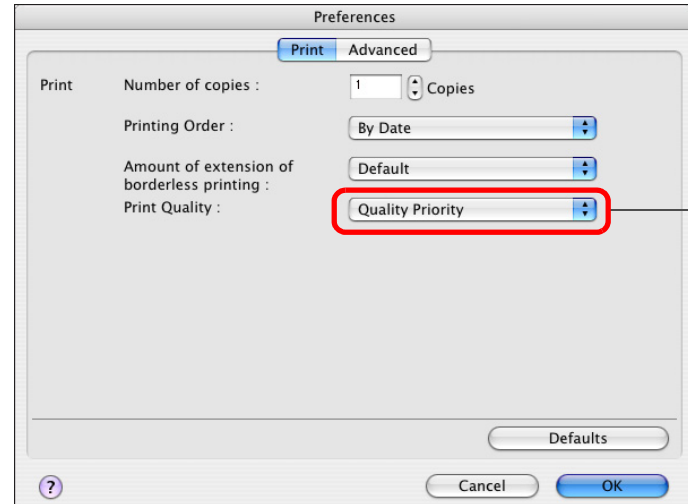 Preferences
Print Advanced
Print Number of copies : 1 Copies
Printing Order : By Date
Amount of extension of Default
borderless printing :
Print Quality : Quality Priority
Defaults
? Cancel OK